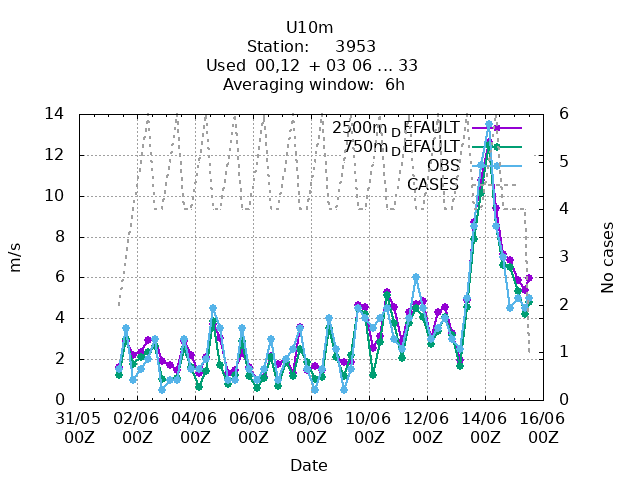 U10m
Station: 3953
Used 00,12 + 03 06 ... 33
Averaging window: 6h
14
12
10
8
6
4
2
0
m/s
6
5
4
3
2
1
0
No cases
2500m DEFAULT
750m DEFAULT
OBS
CASES
31/05 02/06 04/06 06/06 08/06 10/06 12/06 14/06 16/06
00Z 00Z 00Z 00Z 00Z 00Z 00Z 00Z 00Z
Date